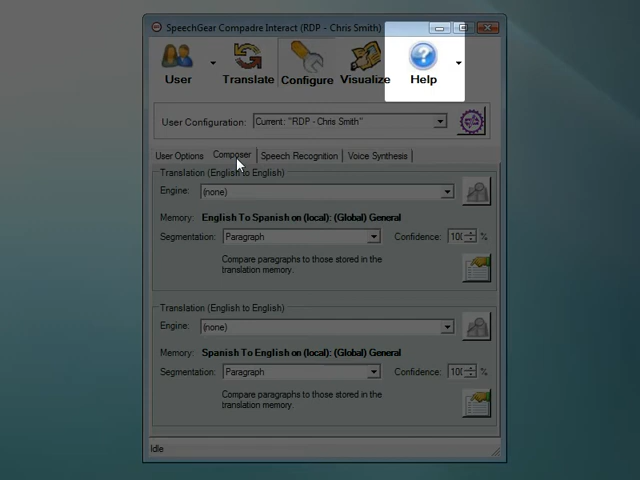 SpeechGear Compadre Interact (RDP - Chris Smith)
User Translate Configure Visualize Help
User Configuration: Current: "RDP - Chris Smith"
User Options Composer Speech Recognition Voice Synthesis
Translation (English to English)
Engine: (none)
Memory: English To Spanish on (local): (Global) General
Segmentation: Paragraph Confidence: 100 %
Compare paragraphs to those stored in the
translation memory.
Translation (English to English)
Engine: (none)
Memory: Spanish To English on (local): (Global) General
Segmentation: Paragraph Confidence: 100 %
Compare paragraphs to those stored in the
translation memory.
Idle